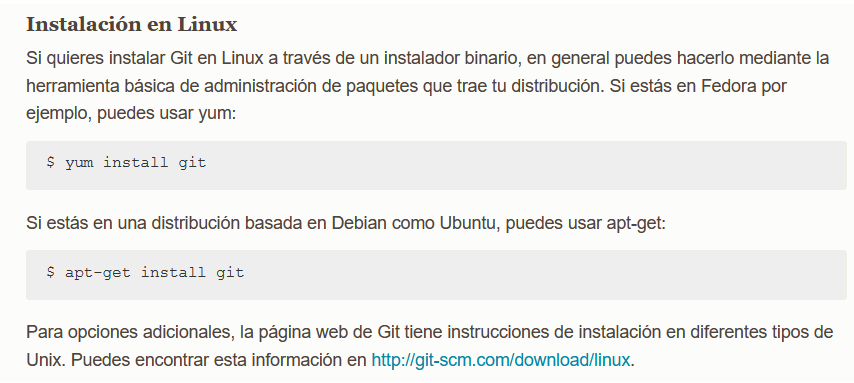 Instalación en Linux
Si quieres instalar Git en Linux a través de un instalador binario, en general puedes hacerlo mediante la
herramienta básica de administración de paquetes que trae tu distribución. Si estás en Fedora por
ejemplo, puedes usar yum:
$ yum install git
Si estás en una distribución basada en Debian como Ubuntu, puedes usar apt-get:
$ apt-get install git
Para opciones adicionales, la página web de Git tiene instrucciones de instalación en diferentes tipos de
Unix. Puedes encontrar esta información en http://git-scm.com/download/linux.